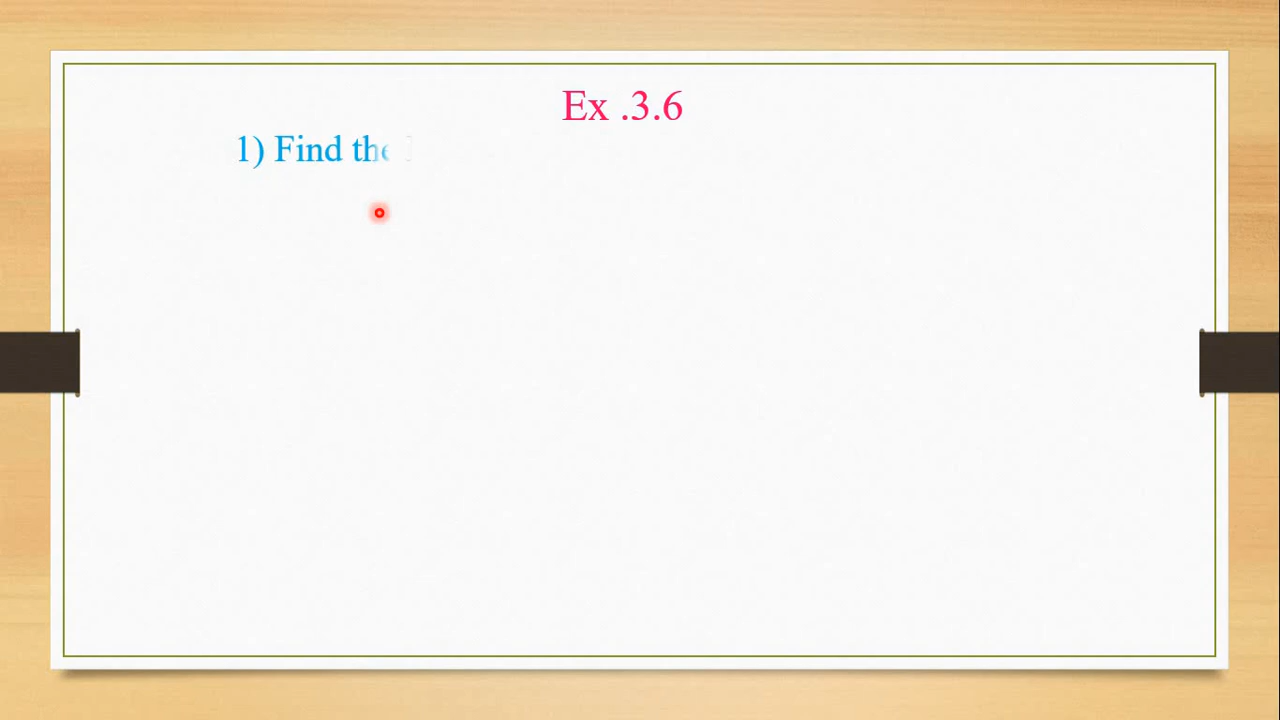 Ex .3.6
1) Find the